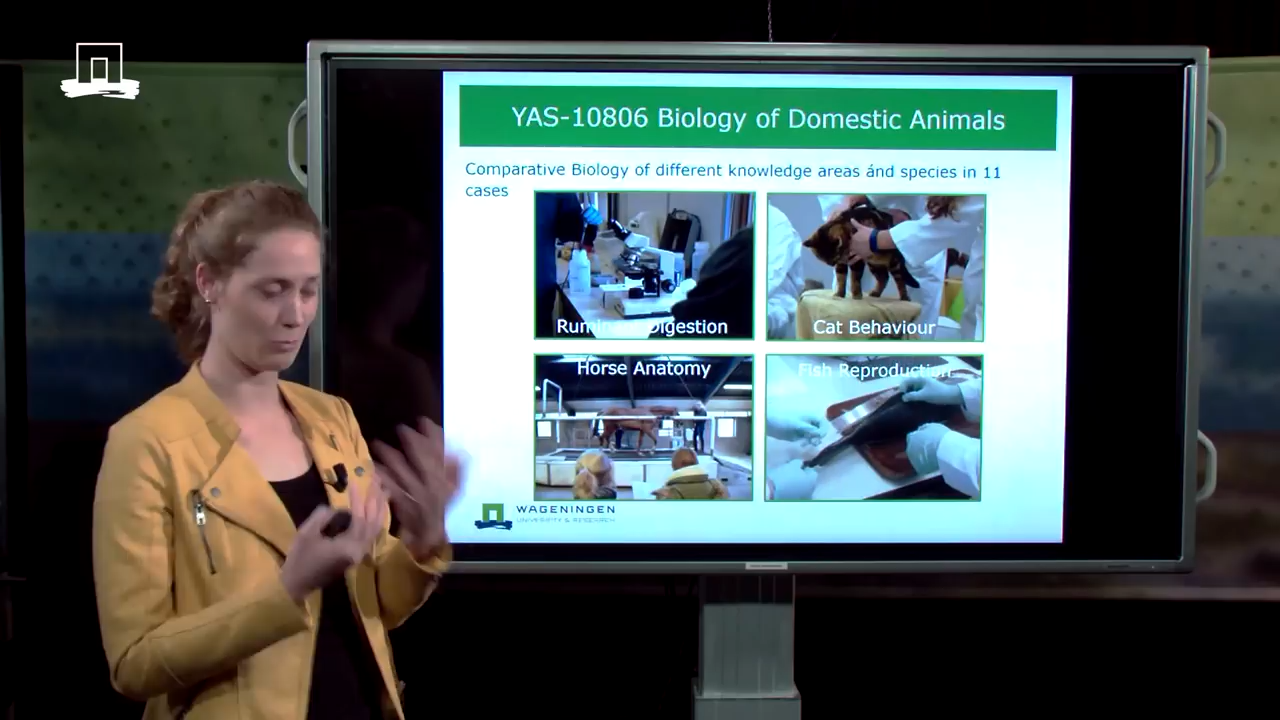 YAS-10806 Biology of Domestic Animals
Comparative Biology of different knowledge areas ánd species in 11
cases
Digestion
Cat Behaviour
Horse Anatomy
Fish Reproduction
WAGENINGEN
UNIVERSITY & RESEARCH